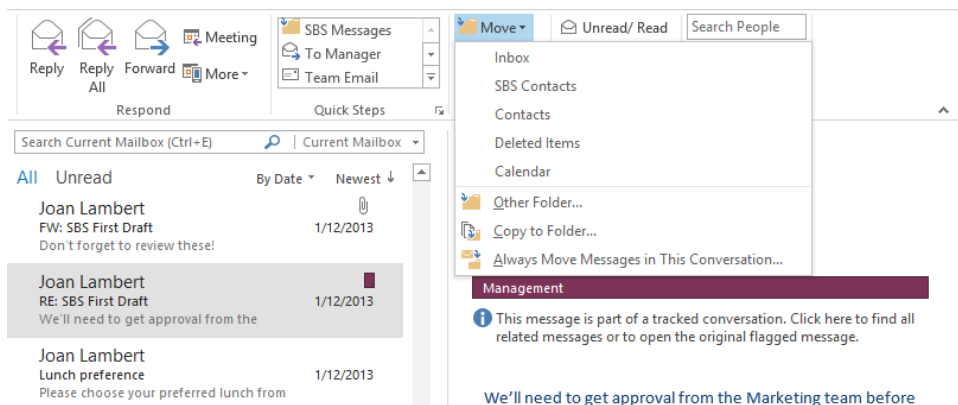 Reply
Reply All
Forward
Meeting
More
Respond
SBS Messages
To Manager
Team Email
Quick Steps
Move
Unread/ Read
Search People
Inbox
SBS Contacts
Contacts
Deleted Items
Calendar
Other Folder...
Copy to Folder...
Always Move Messages in This Conversation...
Search Current Mailbox (Ctrl+E)
Current Mailbox
All Unread By Date Newest
Joan Lambert
FW: SBS First Draft 1/12/2013
Don't forget to review these!
Joan Lambert
RE: SBS First Draft 1/12/2013
We'll need to get approval from the
Joan Lambert
Lunch preference 1/12/2013
Please choose your preferred lunch from
Management
This message is part of a tracked conversation. Click here to find all
related messages or to open the original flagged message.
We'll need to get approval from the Marketing team before